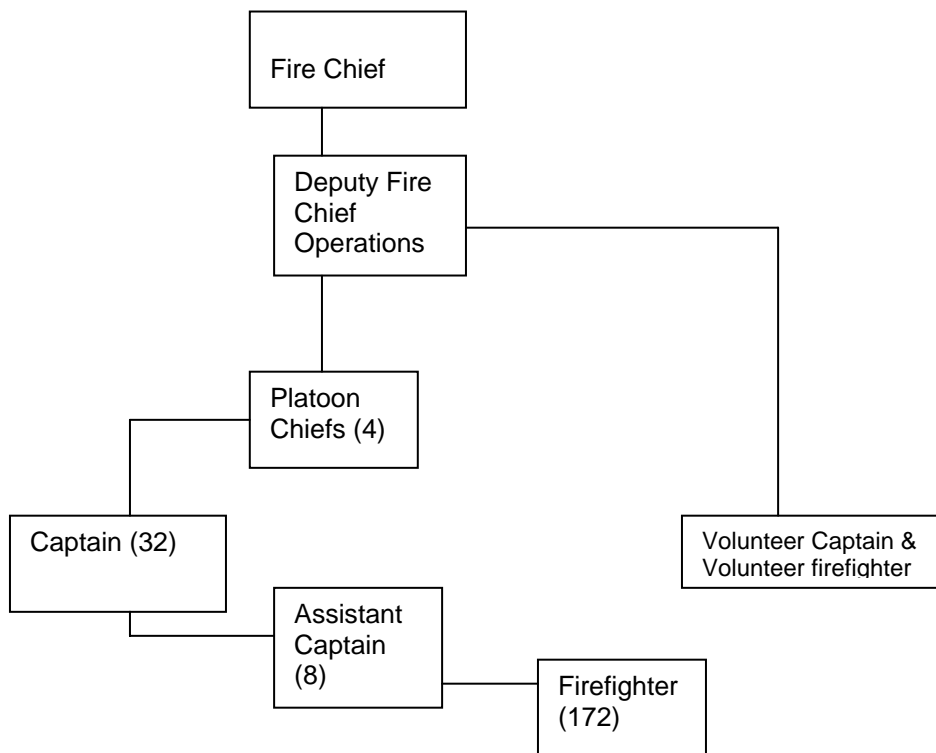 Fire Chief
Deputy Fire
Chief
Operations
Platoon
Chiefs (4)
Captain (32)
Volunteer Captain &
Volunteer firefighter
Assistant
Captain
(8)
Firefighter
(172)